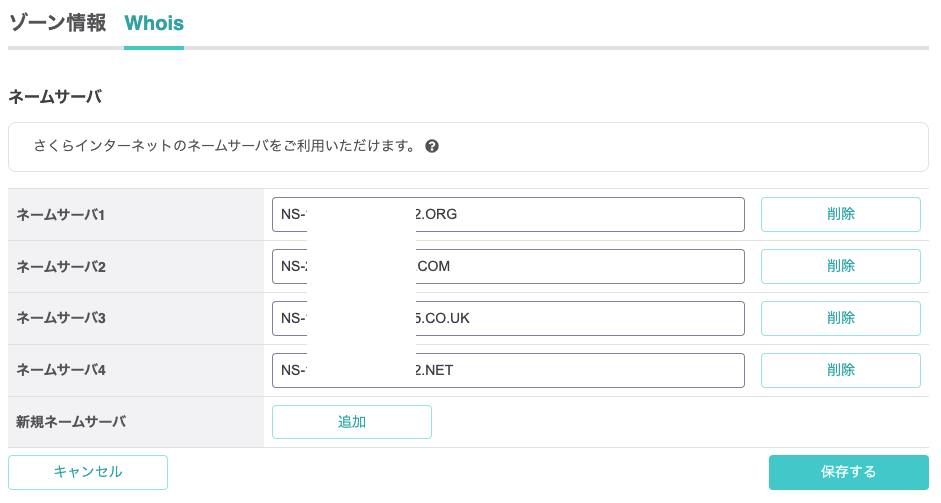 ゾーン情報 Whois
ネームサーバ
さくらインターネットのネームサーバをご利用いただけます。 ?
ネームサーバ1 NS- 2.ORG 削除
ネームサーバ2 NS- .COM 削除
ネームサーバ3 NS- 5.CO.UK 削除
ネームサーバ4 NS- 2.NET 削除
新規ネームサーバ 追加
キャンセル 保存する